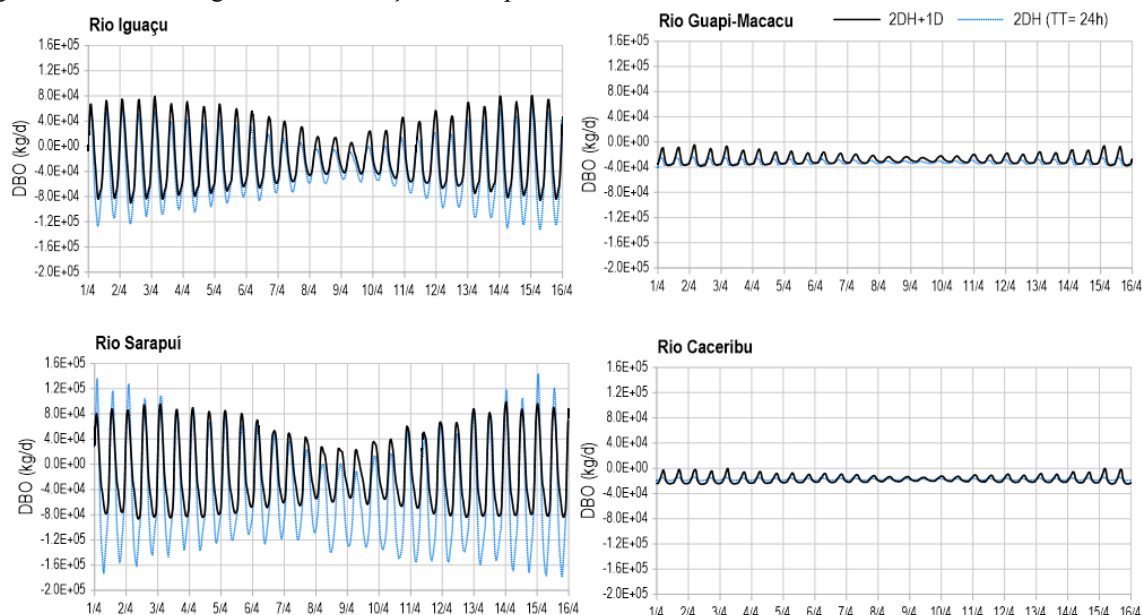 Rio Iguaçu
DBO (kg/d)
1.6E+05
1.2E+05
8.0E+04
4.0E+04
0.0E+00
-4.0E+04
-8.0E+04
-1.2E+05
-1.6E+05
-2.0E+05
1/4 2/4 3/4 4/4 5/4 6/4 7/4 8/4 9/4 10/4 11/4 12/4 13/4 14/4 15/4 16/4
Rio Guapi-Macacu
2DH+1D 2DH (TT= 24h)
DBO (kg/d)
1.6E+05
1.2E+05
8.0E+04
4.0E+04
0.0E+00
-4.0E+04
-8.0E+04
-1.2E+05
-1.6E+05
-2.0E+05
1/4 2/4 3/4 4/4 5/4 6/4 7/4 8/4 9/4 10/4 11/4 12/4 13/4 14/4 15/4 16/4
Rio Sarapuí
DBO (kg/d)
1.6E+05
1.2E+05
8.0E+04
4.0E+04
0.0E+00
-4.0E+04
-8.0E+04
-1.2E+05
-1.6E+05
-2.0E+05
1/4 2/4 3/4 4/4 5/4 6/4 7/4 8/4 9/4 10/4 11/4 12/4 13/4 14/4 15/4 16/4
Rio Caceribu
DBO (kg/d)
1.6E+05
1.2E+05
8.0E+04
4.0E+04
0.0E+00
-4.0E+04
-8.0E+04
-1.2E+05
-1.6E+05
-2.0E+05
1/4 2/4 3/4 4/4 5/4 6/4 7/4 8/4 9/4 10/4 11/4 12/4 13/4 14/4 15/4 16/4